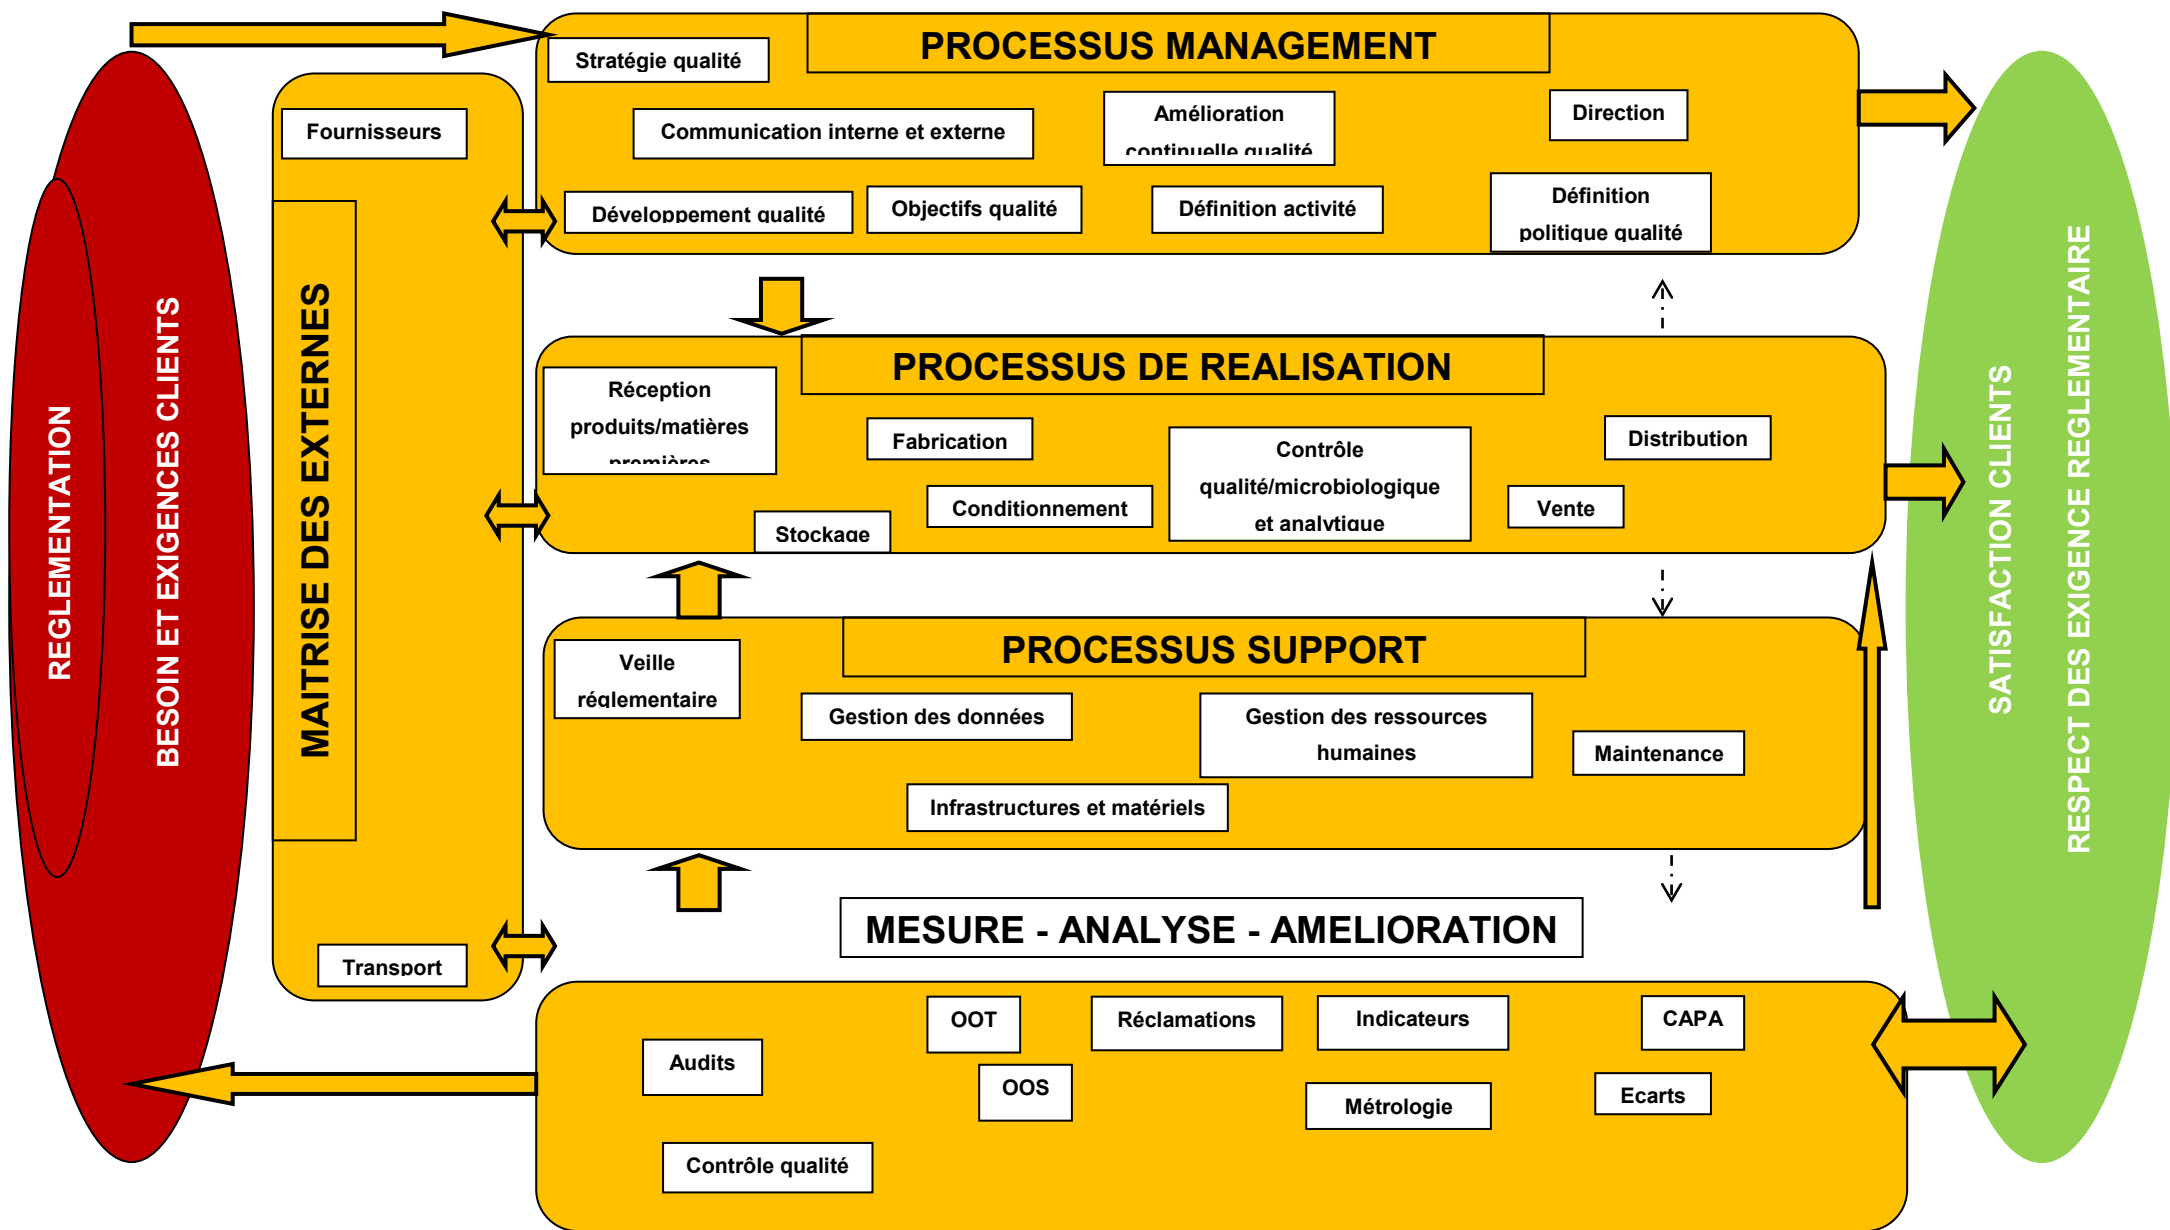 REGLEMENTATION
BESOIN ET EXIGENCES CLIENTS
MAITRISE DES EXTERNES
Fournisseurs
Transport
PROCESSUS MANAGEMENT
Stratégie qualité
Communication interne et externe
Amélioration
continuelle qualité
Direction
Développement qualité
Objectifs qualité
Définition activité
Définition
politique qualité
PROCESSUS DE REALISATION
Réception
produits/matières
premières
Fabrication
Contrôle
qualité/microbiologique
et analytique
Distribution
Conditionnement
Vente
Stockage
PROCESSUS SUPPORT
Veille
réglementaire
Gestion des données
Gestion des ressources
humaines
Maintenance
Infrastructures et matériels
MESURE - ANALYSE - AMELIORATION
OOT
Réclamations
Indicateurs
CAPA
Audits
OOS
Métrologie
Ecarts
Contrôle qualité
SATISFACTION CLIENTS
RESPECT DES EXIGENCE REGLEMENTAIRE